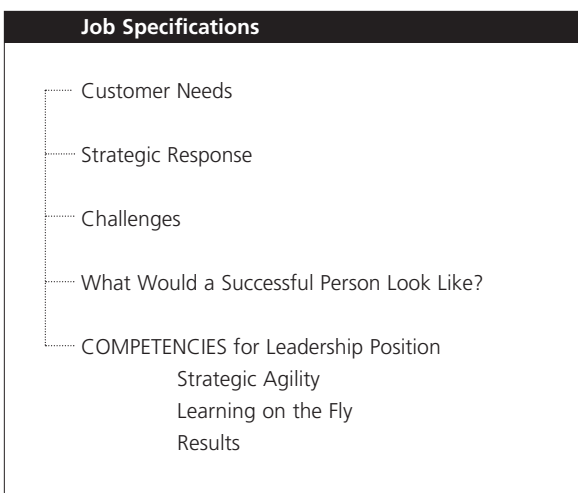 Job Specifications
Customer Needs
Strategic Response
Challenges
What Would a Successful Person Look Like?
COMPETENCIES for Leadership Position
Strategic Agility
Learning on the Fly
Results